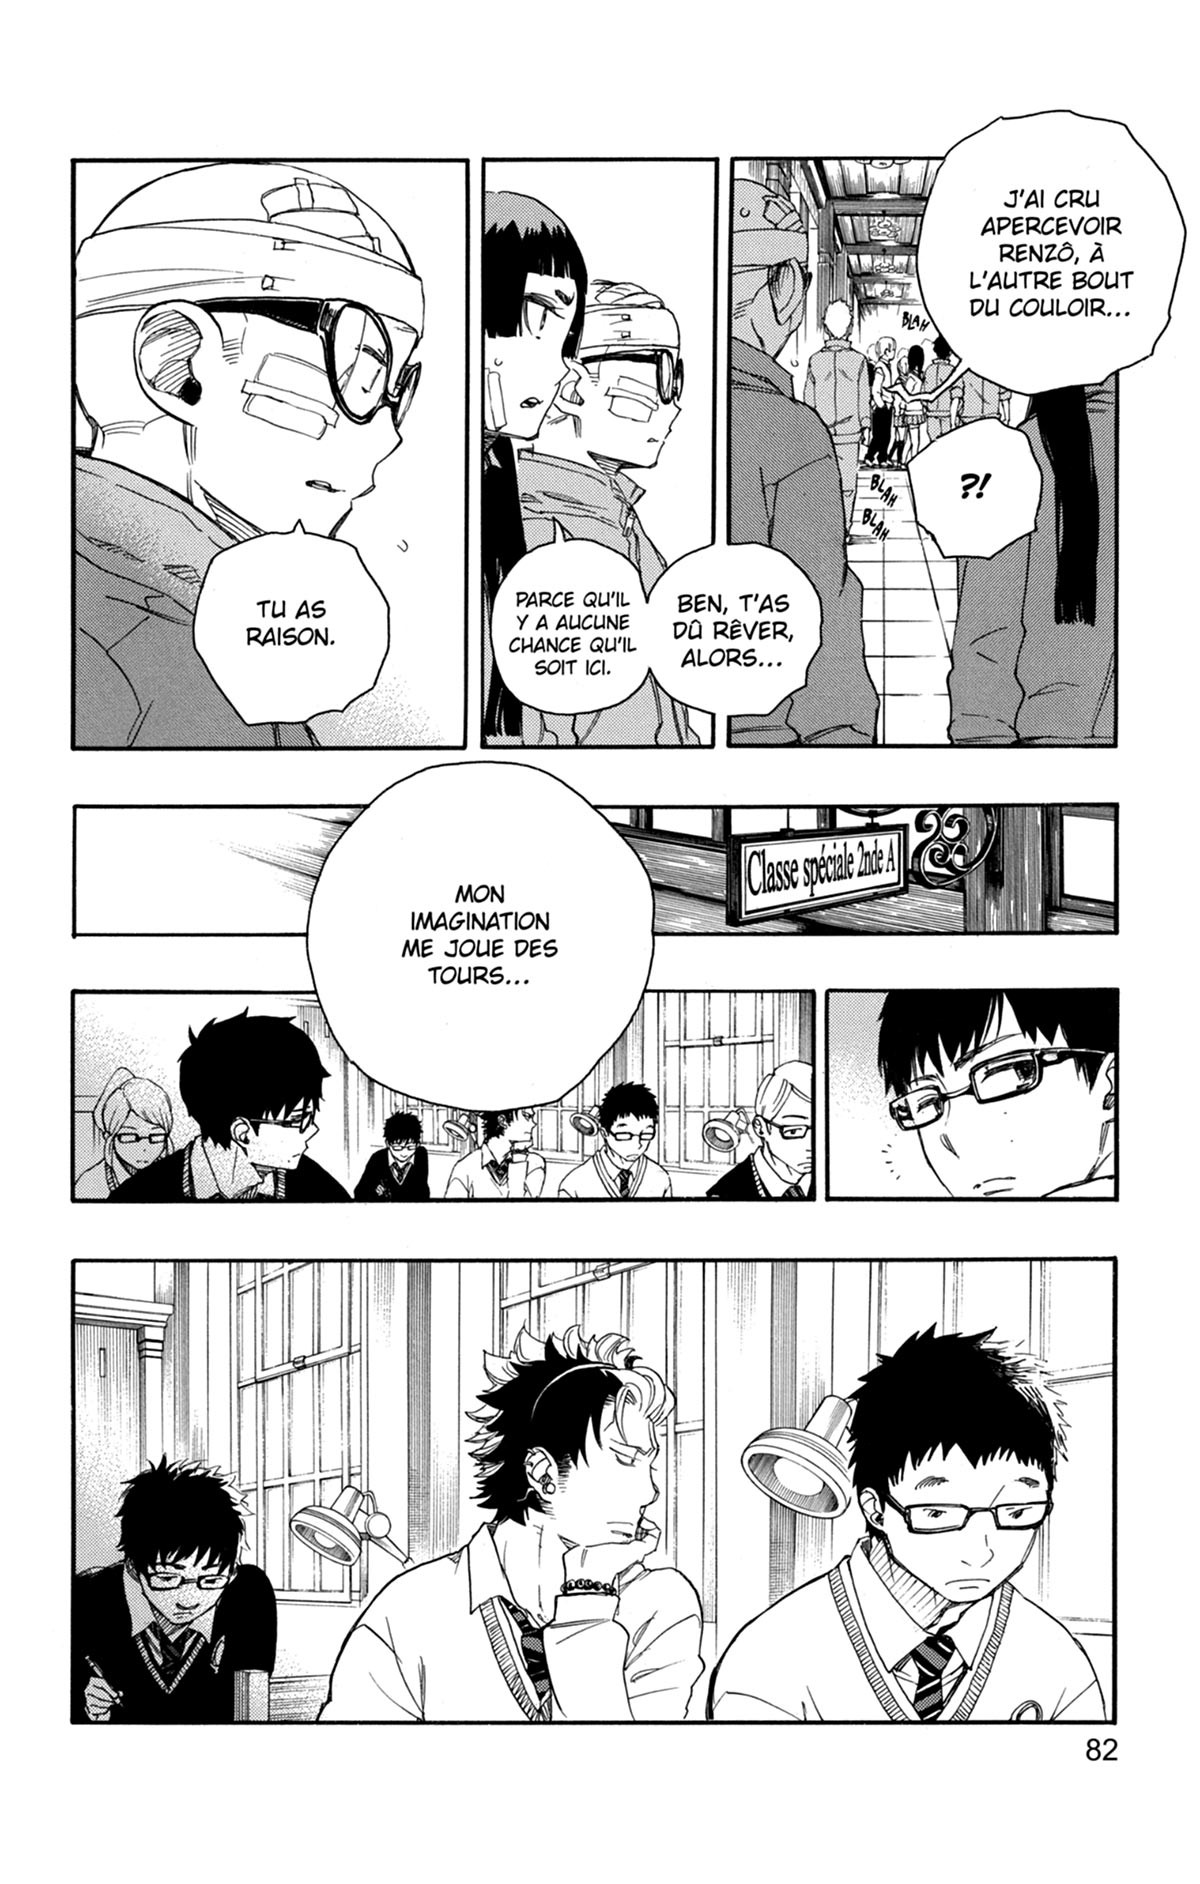 J'AI CRU
APERCEVOIR
RENZÔ, À
L'AUTRE BOUT
DU COULOIR...
BLAH
?!
BLAH
BLAH
BEN, T'AS
DÛ RÊVER,
ALORS...
PARCE QU'IL
Y A AUCUNE
CHANCE QU'IL
SOIT ICI.
TU AS
RAISON.
Classe spéciale 2nde A
MON
IMAGINATION
ME JOUE DES
TOURS...
82